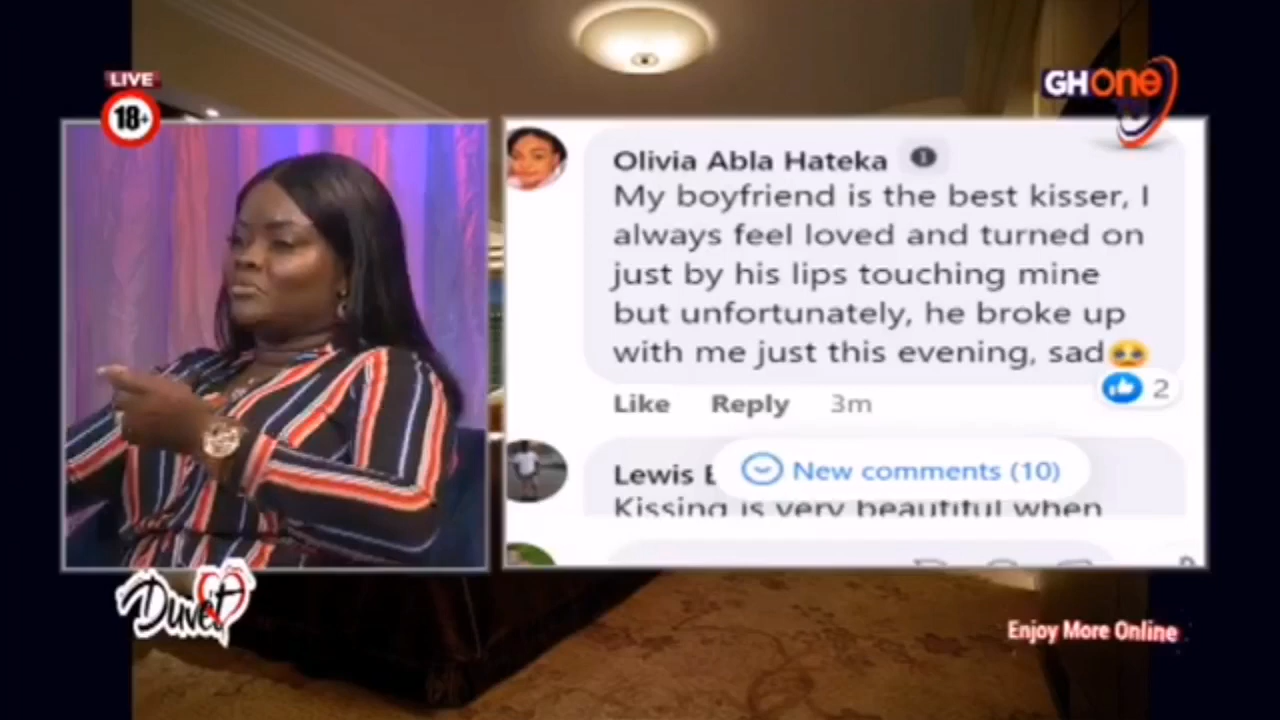 LIVE
18+
GHOne
TV
Olivia Abla Hateka
My boyfriend is the best kisser, I
always feel loved and turned on
just by his lips touching mine
but unfortunately, he broke up
with me just this evening, sad🥺
Like Reply 3m
2
Lewis
New comments (10)
Kissing is very beautiful when
Duvet
Enjoy More Online